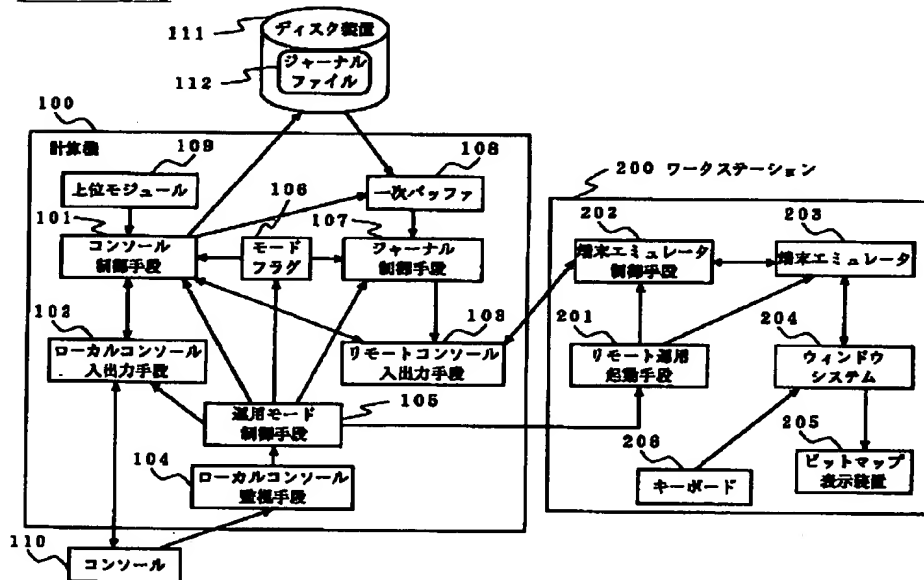 111
ディスク装置
112
ジャーナル
ファイル
100
計算機
109
上位モジュール
108
一次バッファ
106
モード
フラグ
107
ジャーナル
制御手段
101
コンソール
制御手段
102
ローカルコンソール
入出力手段
103
リモートコンソール
入出力手段
運用モード
制御手段
105
104
ローカルコンソール
監視手段
110
コンソール
200 ワークステーション
202
端末エミュレータ
制御手段
203
端末エミュレータ
201
リモート運用
起動手段
204
ウィンドウ
システム
206
キーボード
205
ビットマップ
表示装置